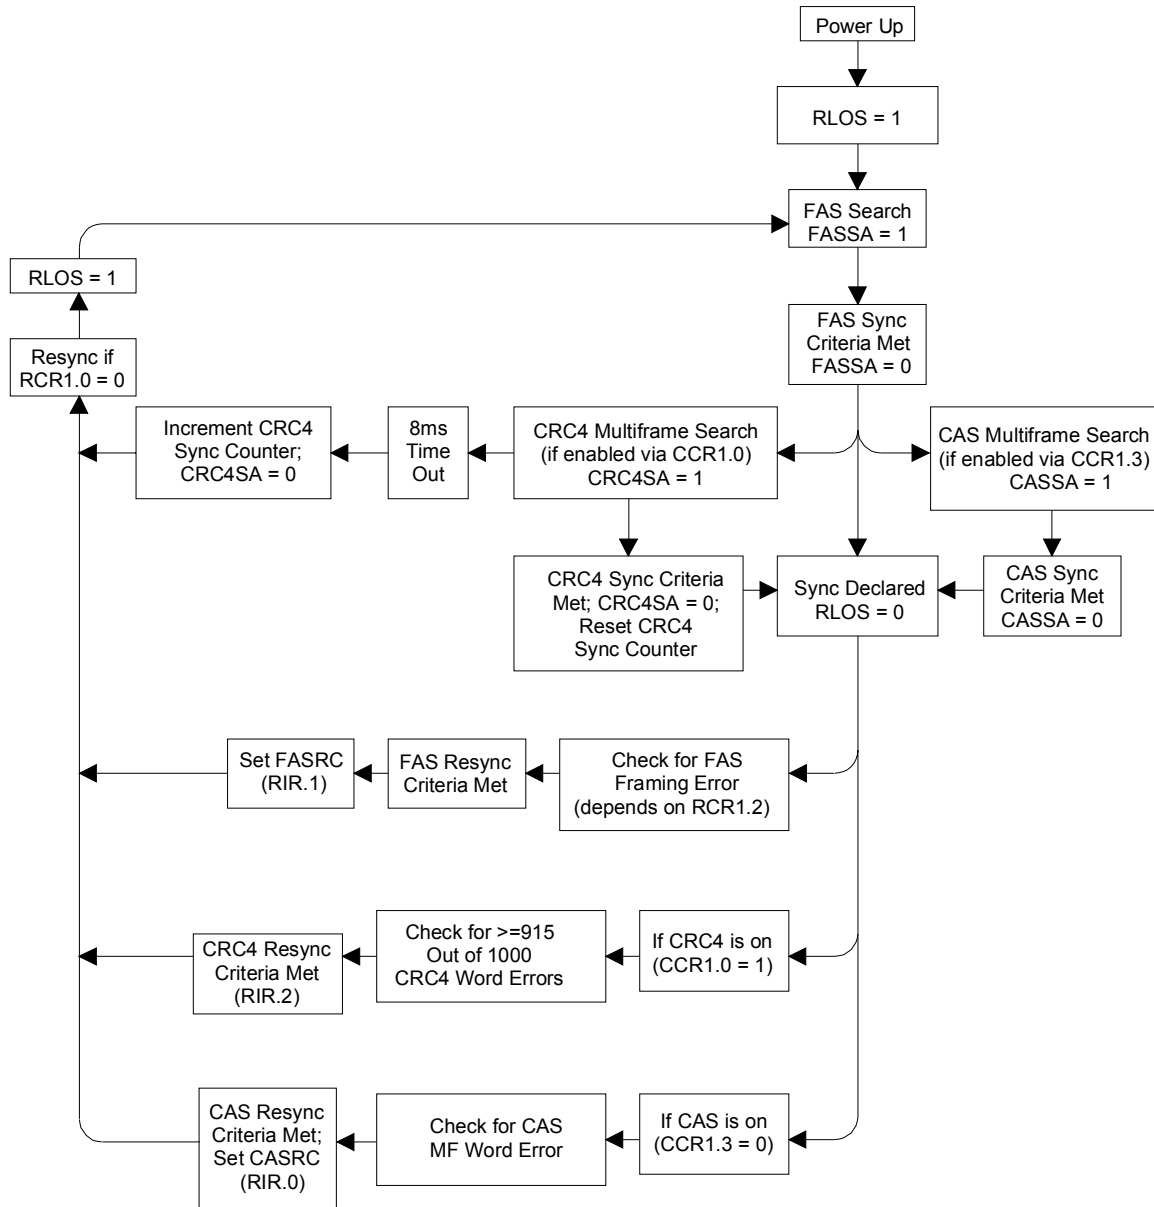 Power Up
RLOS = 1
FAS Search
FASSA = 1
RLOS = 1
FAS Sync
Criteria Met
FASSA = 0
Resync if
RCR1.0 = 0
Increment CRC4
Sync Counter;
CRC4SA = 0
8ms
Time
Out
CRC4 Multiframe Search
(if enabled via CCR1.0)
CRC4SA = 1
CAS Multiframe Search
(if enabled via CCR1.3)
CASSA = 1
CRC4 Sync Criteria
Met; CRC4SA = 0;
Reset CRC4
Sync Counter
Sync Declared
RLOS = 0
CAS Sync
Criteria Met
CASSA = 0
Set FASRC
(RIR.1)
FAS Resync
Criteria Met
Check for FAS
Framing Error
(depends on RCR1.2)
CRC4 Resync
Criteria Met
(RIR.2)
Check for >=915
Out of 1000
CRC4 Word Errors
If CRC4 is on
(CCR1.0 = 1)
CAS Resync
Criteria Met;
Set CASRC
(RIR.0)
Check for CAS
MF Word Error
If CAS is on
(CCR1.3 = 0)